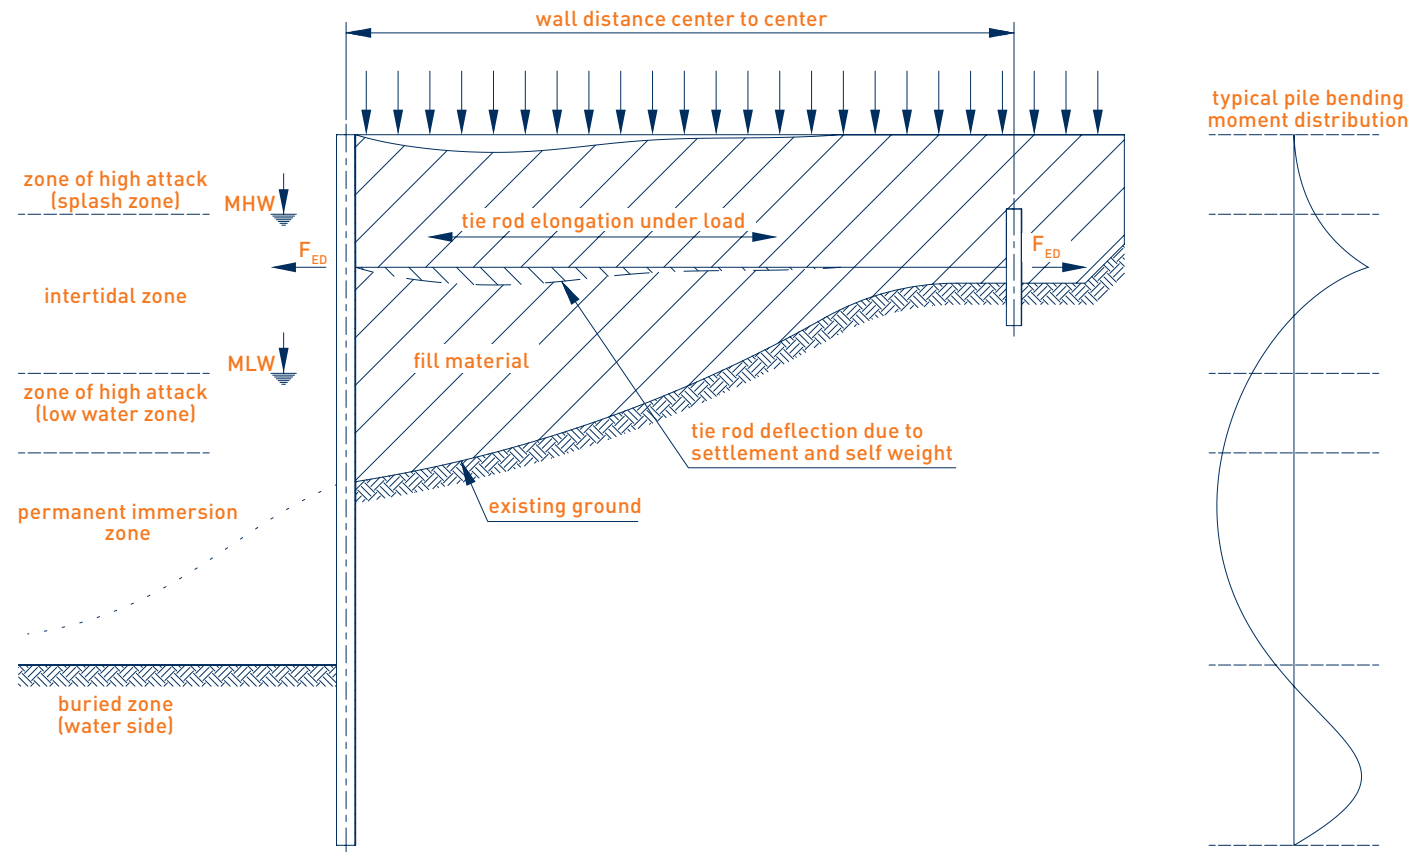 wall distance center to center
typical pile bending
moment distribution
zone of high attack
(splash zone)
MHW
tie rod elongation under load
F_ED
F_ED
intertidal zone
MLW
fill material
zone of high attack
(low water zone)
tie rod deflection due to
settlement and self weight
existing ground
permanent immersion
zone
buried zone
(water side)